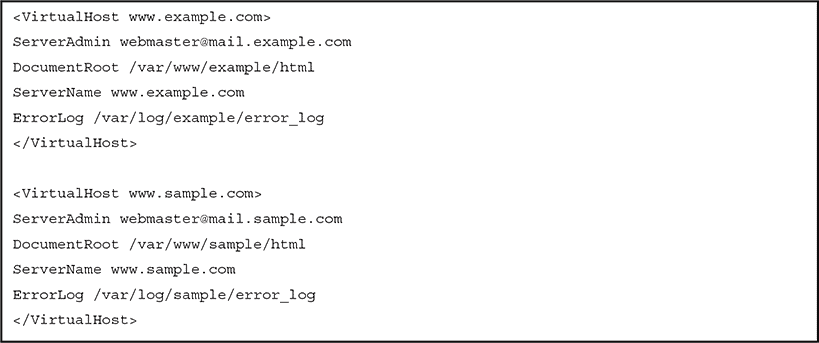 <VirtualHost www.example.com>
ServerAdmin webmaster@mail.example.com
DocumentRoot /var/www/example/html
ServerName www.example.com
ErrorLog /var/log/example/error_log
</VirtualHost>
<VirtualHost www.sample.com>
ServerAdmin webmaster@mail.sample.com
DocumentRoot /var/www/sample/html
ServerName www.sample.com
ErrorLog /var/log/sample/error_log
</VirtualHost>